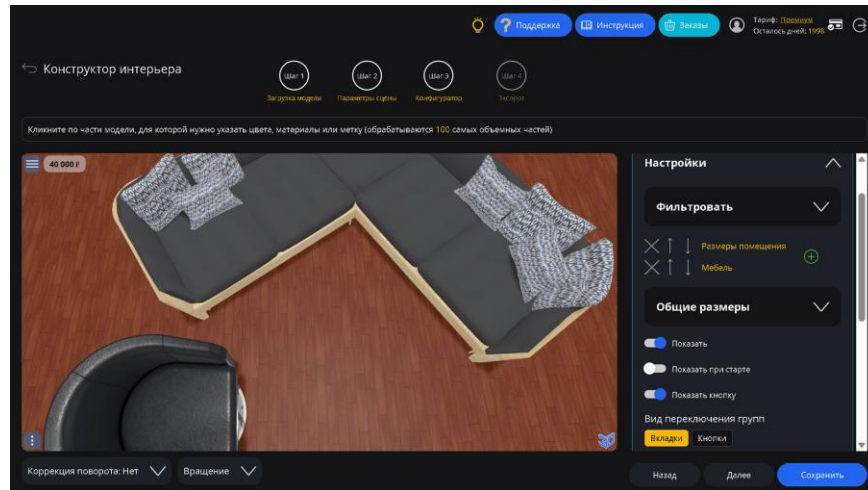 ? Поддержка
Инструкция
Заказы
Тариф: Премиум
Осталось дней: 1998
Конструктор интерьера
Шаг 1
Шаг 2
Шаг 3
Шаг 4
Загрузка модели
Параметры сцены
Конфигуратор
Экспорт
Кликните по части модели, для которой нужно указать цвета, материалы или метку (обрабатываются 100 самых объемных частей)
40 000 ₽
Настройки
Фильтровать
Размеры помещения
Мебель
Общие размеры
Показать
Показать при старте
Показать кнопку
Вид переключения групп
Вкладки
Кнопки
3D
Коррекция поворота: Нет
Вращение
Назад
Далее
Сохранить